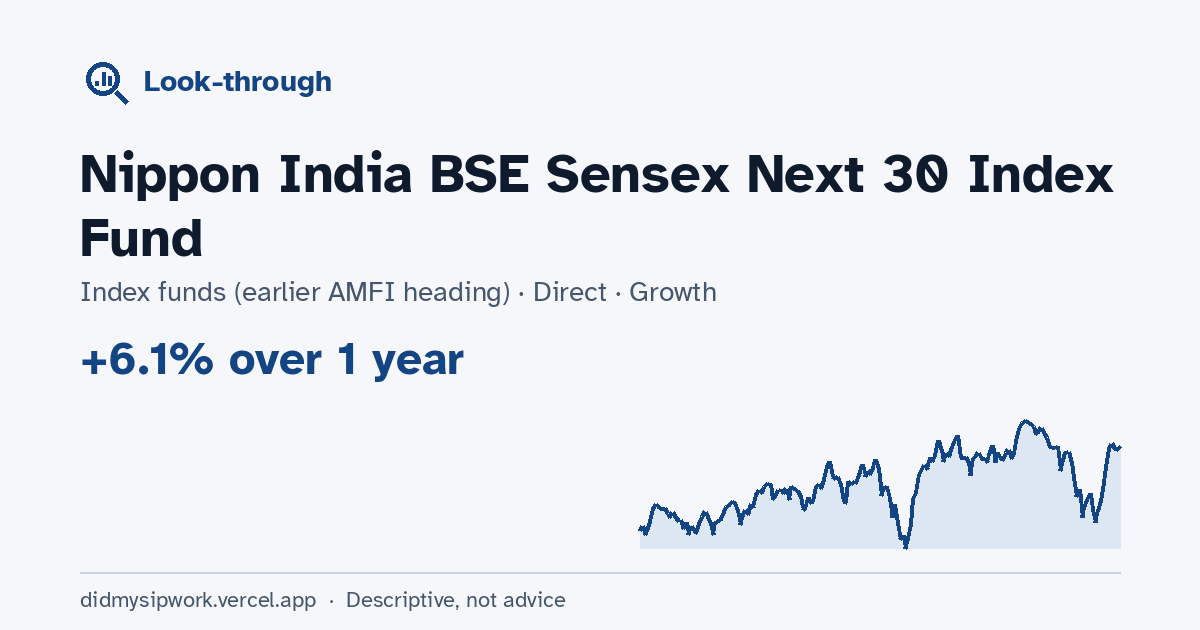 Look-through
Nippon India BSE Sensex Next 30 Index
Fund
Index funds (earlier AMFI heading) · Direct · Growth
+6.1% over 1 year
didmysipwork.vercel.app · Descriptive, not advice